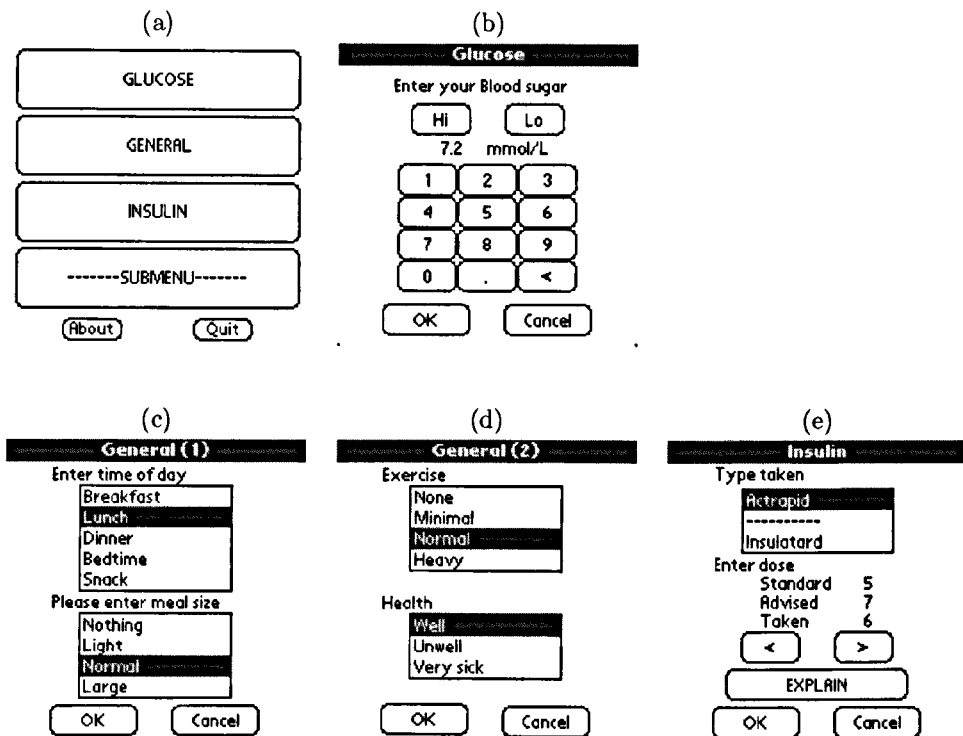 (a)
GLUCOSE
GENERAL
INSULIN
-------SUBMENU-------
About Quit
(b)
Glucose
Enter your Blood sugar
Hi Lo
7.2 mmol/L
1 2 3
4 5 6
7 8 9
0 . <
OK Cancel
(c)
General (1)
Enter time of day
Breakfast
Lunch
Dinner
Bedtime
Snack
Please enter meal size
Nothing
Light
Normal
Large
OK Cancel
(d)
General (2)
Exercise
None
Minimal
Normal
Heavy
Health
Well
Unwell
Very sick
OK Cancel
(e)
Insulin
Type taken
Actrapid
----------
Insulatard
Enter dose
Standard 5
Advised 7
Taken 6
< >
EXPLAIN
OK Cancel